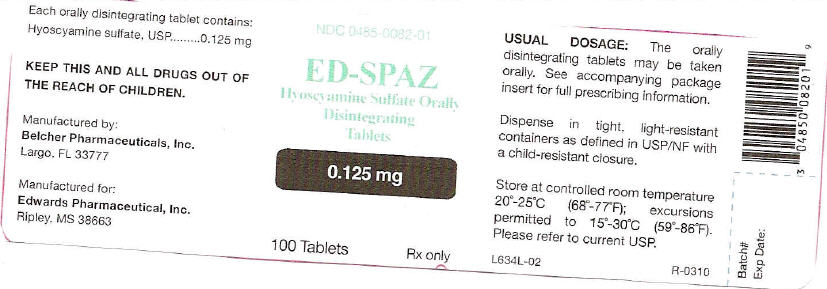 Each orally disintegrating tablet contains:
Hyoscyamine sulfate, USP.........0.125 mg
KEEP THIS AND ALL DRUGS OUT OF
THE REACH OF CHILDREN.
Manufactured by:
Belcher Pharmaceuticals, Inc.
Largo, FL 33777
Manufactured for:
Edwards Pharmaceutical, Inc.
Ripley, MS 38663
NDC 0485-0082-01
ED-SPAZ
Hyoscyamine Sulfate Orally
Disintegrating
Tablets
0.125 mg
100 Tablets Rx only
USUAL DOSAGE: The orally
disintegrating tablets may be taken
orally. See accompanying package
insert for full prescribing information.
Dispense in tight, light-resistant
containers as defined in USP/NF with
a child-resistant closure.
Store at controlled room temperature
20°-25°C (68°-77°F); excursions
permitted to 15°-30°C (59°-86°F).
Please refer to current USP.
L634L-02 R-0310
3 04850 08201 9
Batch#
Exp Date: